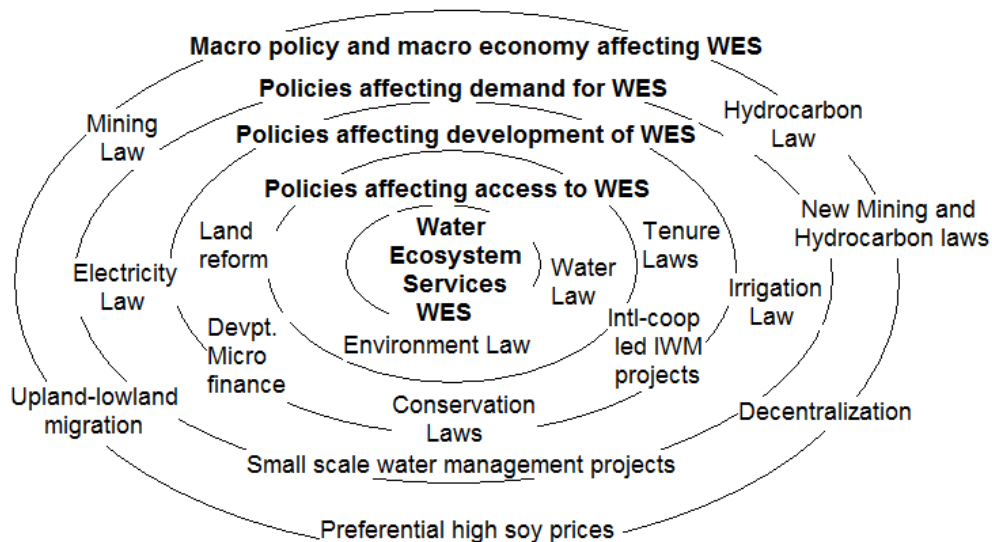 Macro policy and macro economy affecting WES
Policies affecting demand for WES
Mining
Law
Hydrocarbon
Law
Policies affecting development of WES
Policies affecting access to WES
New Mining and
Hydrocarbon laws
Land
reform
Water
Ecosystem
Services
WES
Tenure
Laws
Electricity
Law
Water
Law
Irrigation
Law
Environment Law
Devpt.
Micro
finance
Intl-coop
led IWM
projects
Upland-lowland
migration
Conservation
Laws
Decentralization
Small scale water management projects
Preferential high soy prices